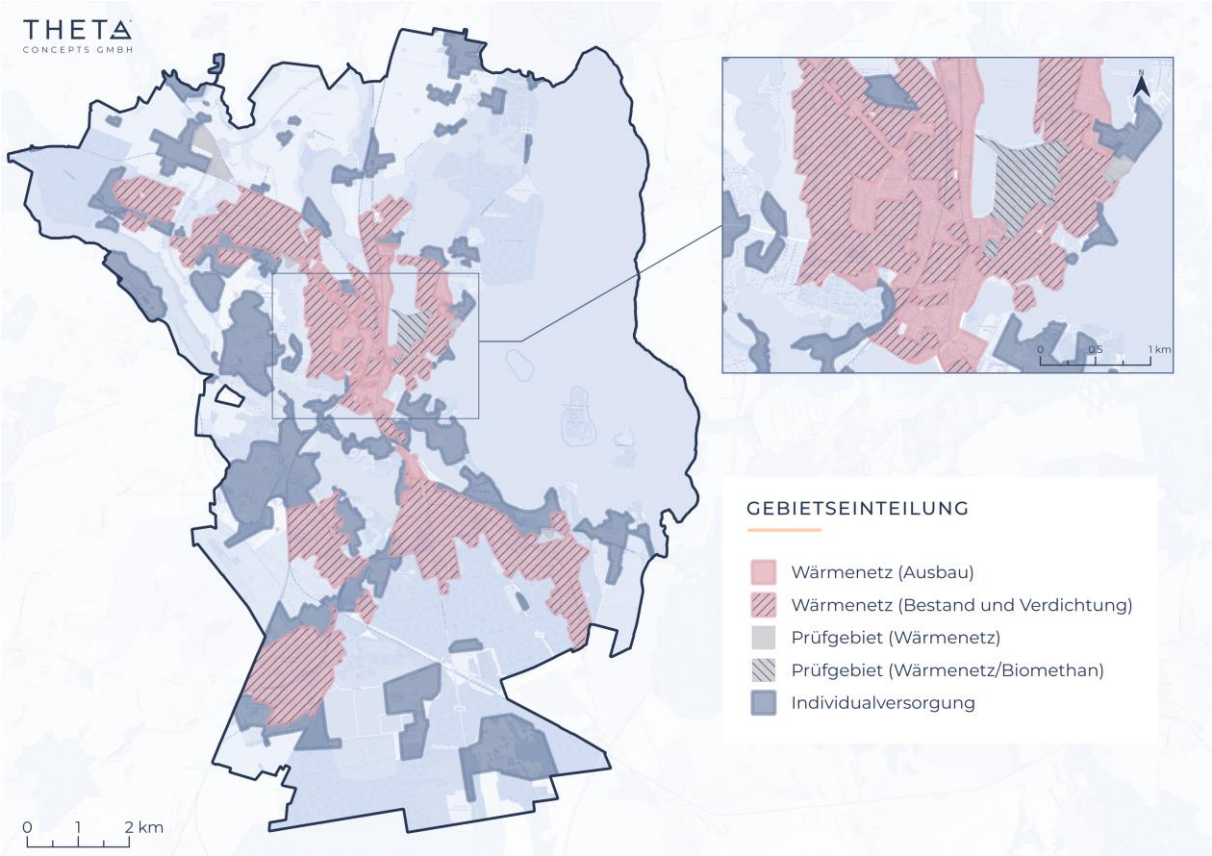 THETA
CONCEPTS GMBH
N
0 0,5 1 km
GEBIETSEINTEILUNG
Wärmenetz (Ausbau)
Wärmenetz (Bestand und Verdichtung)
Prüfgebiet (Wärmenetz)
Prüfgebiet (Wärmenetz/Biomethan)
Individualversorgung
0 1 2 km